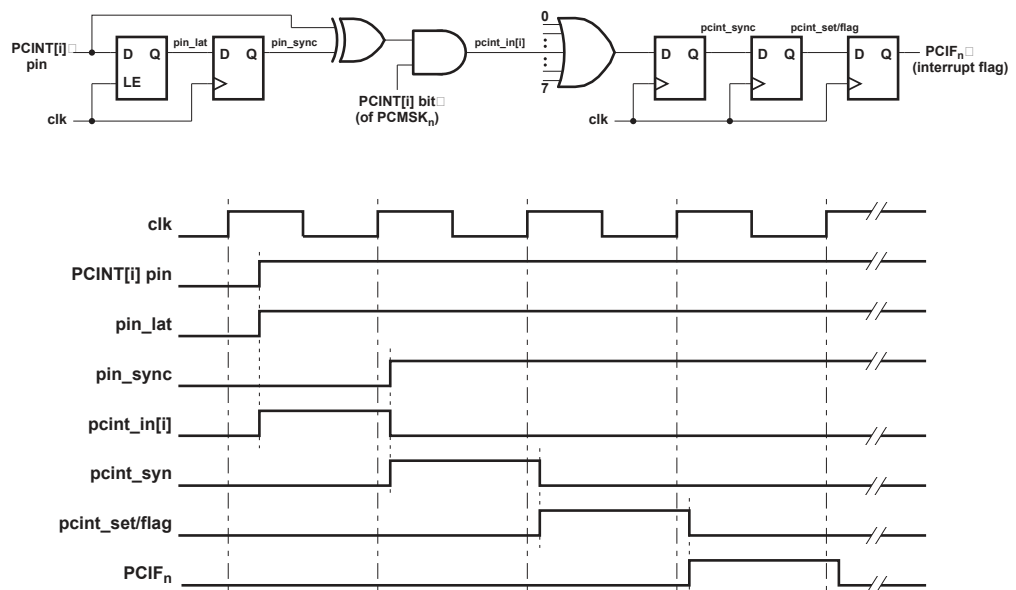 0
PCINT[i]
pin
D Q
LE
pin_lat
D Q
pin_sync
pcint_in[i]
PCINT[i] bit
(of PCMSKn)
clk
7
D Q
pcint_sync
D Q
pcint_set/flag
D Q
PCIFn
(interrupt flag)
clk
clk
PCINT[i] pin
pin_lat
pin_sync
pcint_in[i]
pcint_syn
pcint_set/flag
PCIFn